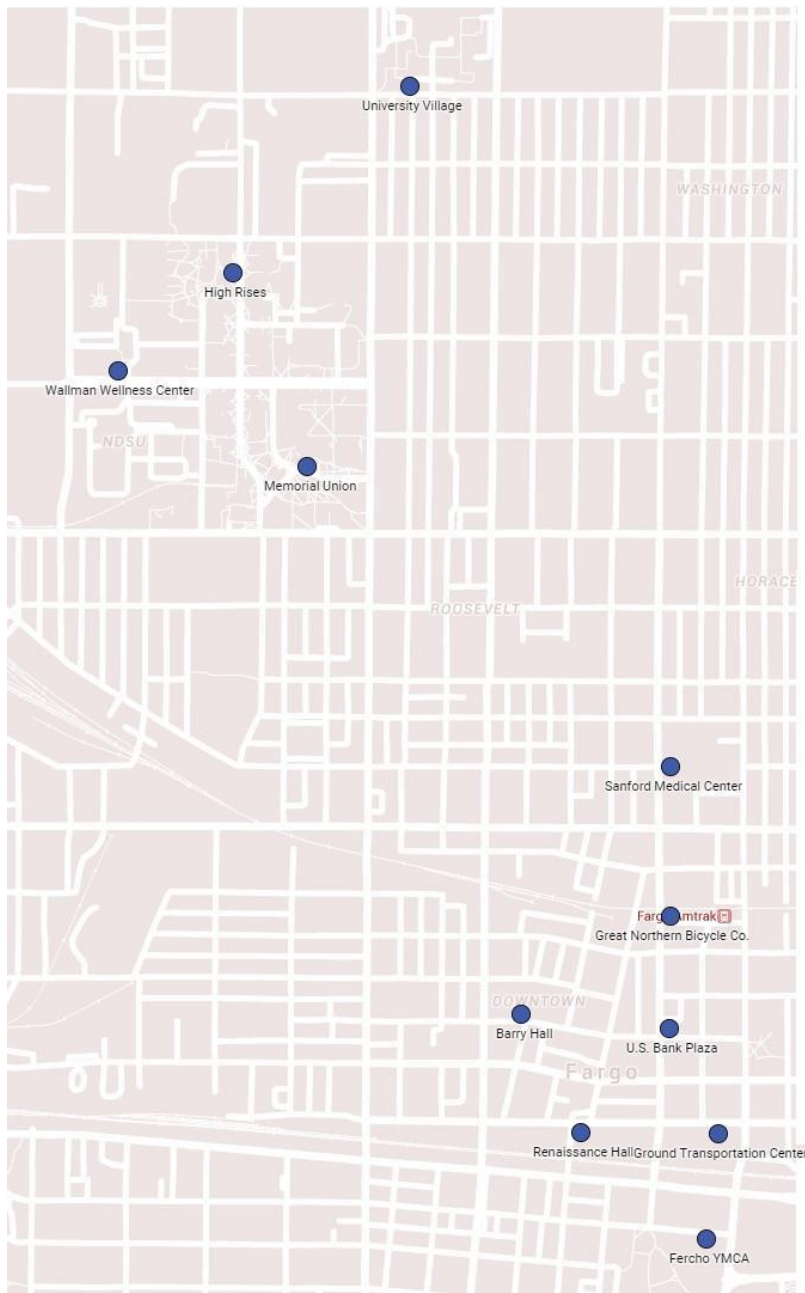 University Village
WASHINGTON
High Rises
Wallman Wellness Center
NDSU
Memorial Union
HORACE
ROOSEVELT
Sanford Medical Center
Fargo Amtrak
Great Northern Bicycle Co.
DOWNTOWN
Barry Hall
U.S. Bank Plaza
Fargo
Renaissance Hall
Ground Transportation Center
Fercho YMCA